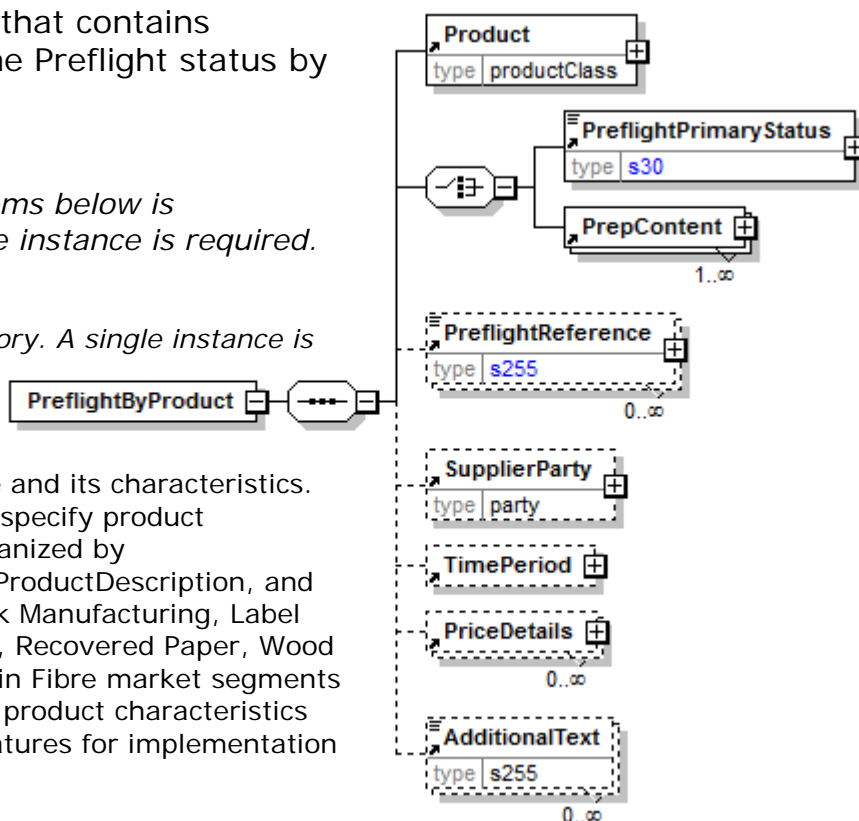 that contains
ne Preflight status by
oms below is
e instance is required.
ory. A single instance is
e and its characteristics.
specify product
anized by
ProductDescription, and
k Manufacturing, Label
, Recovered Paper, Wood
in Fibre market segments
product characteristics
atures for implementation
PreflightByProduct
Product
type productClass
PreflightPrimaryStatus
type s30
PrepContent
1..∞
PreflightReference
type s255
0..∞
SupplierParty
type party
TimePeriod
PriceDetails
0..∞
AdditionalText
type s255
0..∞